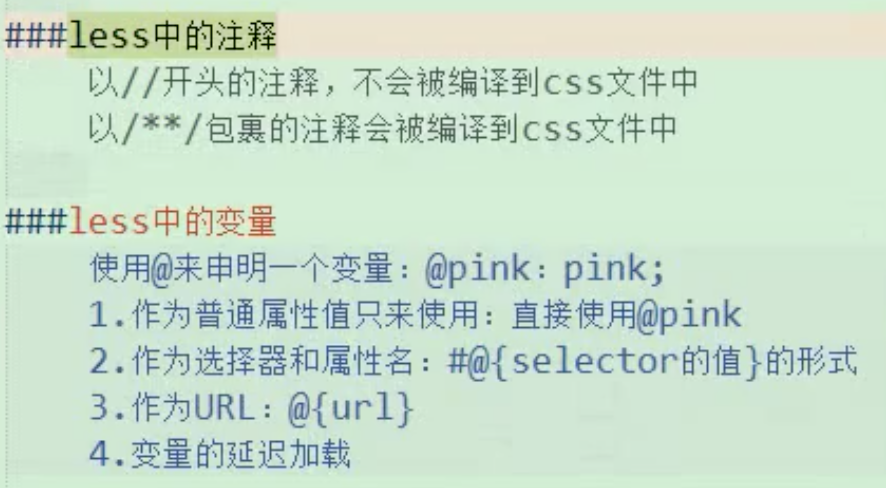 ###less中的注释
以//开头的注释，不会被编译到css文件中
以/**/包裹的注释会被编译到css文件中
###less中的变量
使用@来申明一个变量：@pink：pink;
1.作为普通属性值只来使用：直接使用@pink
2.作为选择器和属性名：#@{selector的值}的形式
3.作为URL：@{url}
4.变量的延迟加载